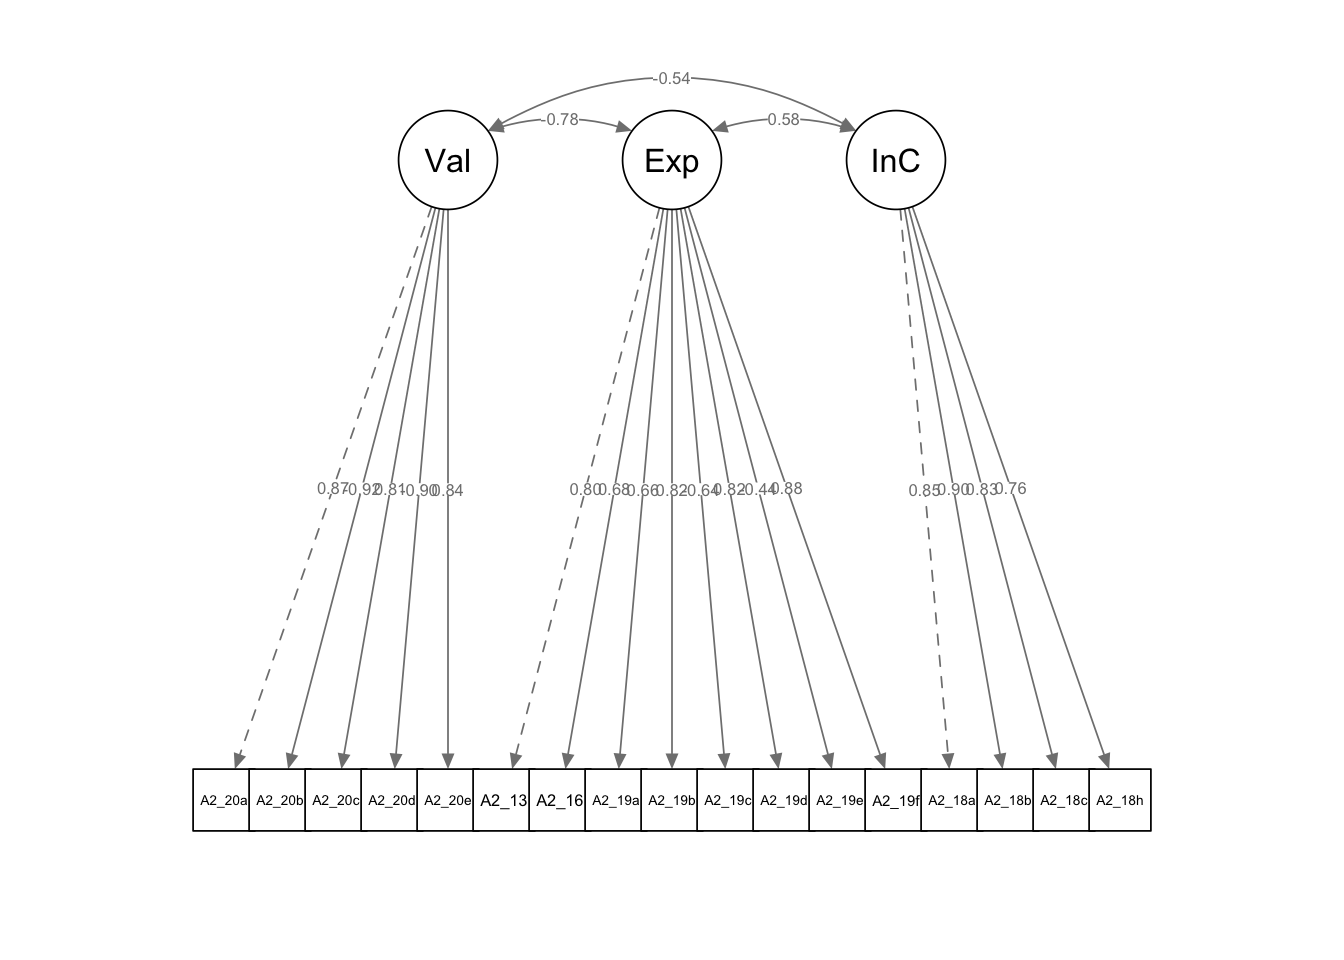 -0.54
-0.78
0.58
Val
Exp
InC
0.87 -0.92 0.81 -0.90 0.84 0.80 0.68 0.66 0.82 -0.64 0.82 -0.44 0.88 0.85 0.90 0.83 0.76
A2_20a A2_20b A2_20c A2_20d A2_20e A2_13 A2_16 A2_19a A2_19b A2_19c A2_19d A2_19e A2_19f A2_18a A2_18b A2_18c A2_18h